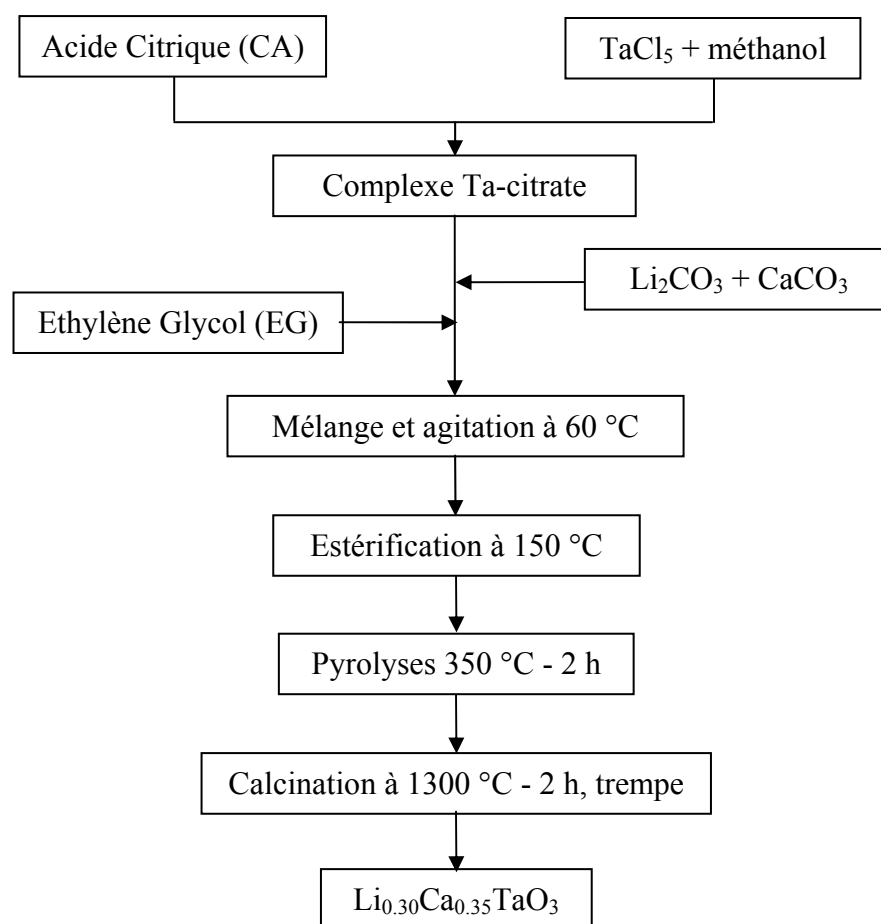 Acide Citrique (CA)
TaCl₅ + méthanol
Complexe Ta-citrate
Li₂CO₃ + CaCO₃
Ethylène Glycol (EG)
Mélange et agitation à 60 °C
Estérification à 150 °C
Pyrolyses 350 °C - 2 h
Calcination à 1300 °C - 2 h, trempe
Li₀.₃₀Ca₀.₃₅TaO₃